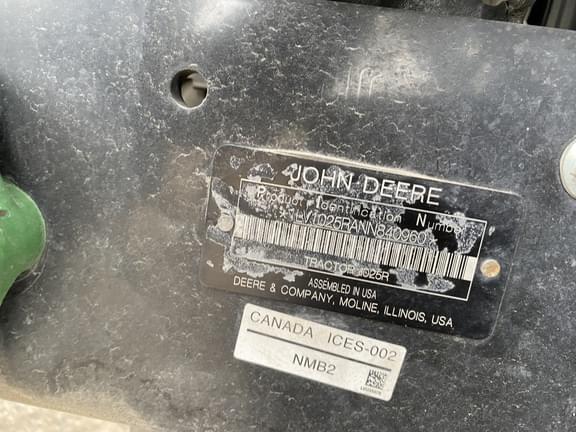 JOHN DEERE
Product Identification Number
TRACTOR 1025R
ASSEMBLED IN USA
DEERE & COMPANY, MOLINE, ILLINOIS, USA
CANADA ICES-002
NMB2